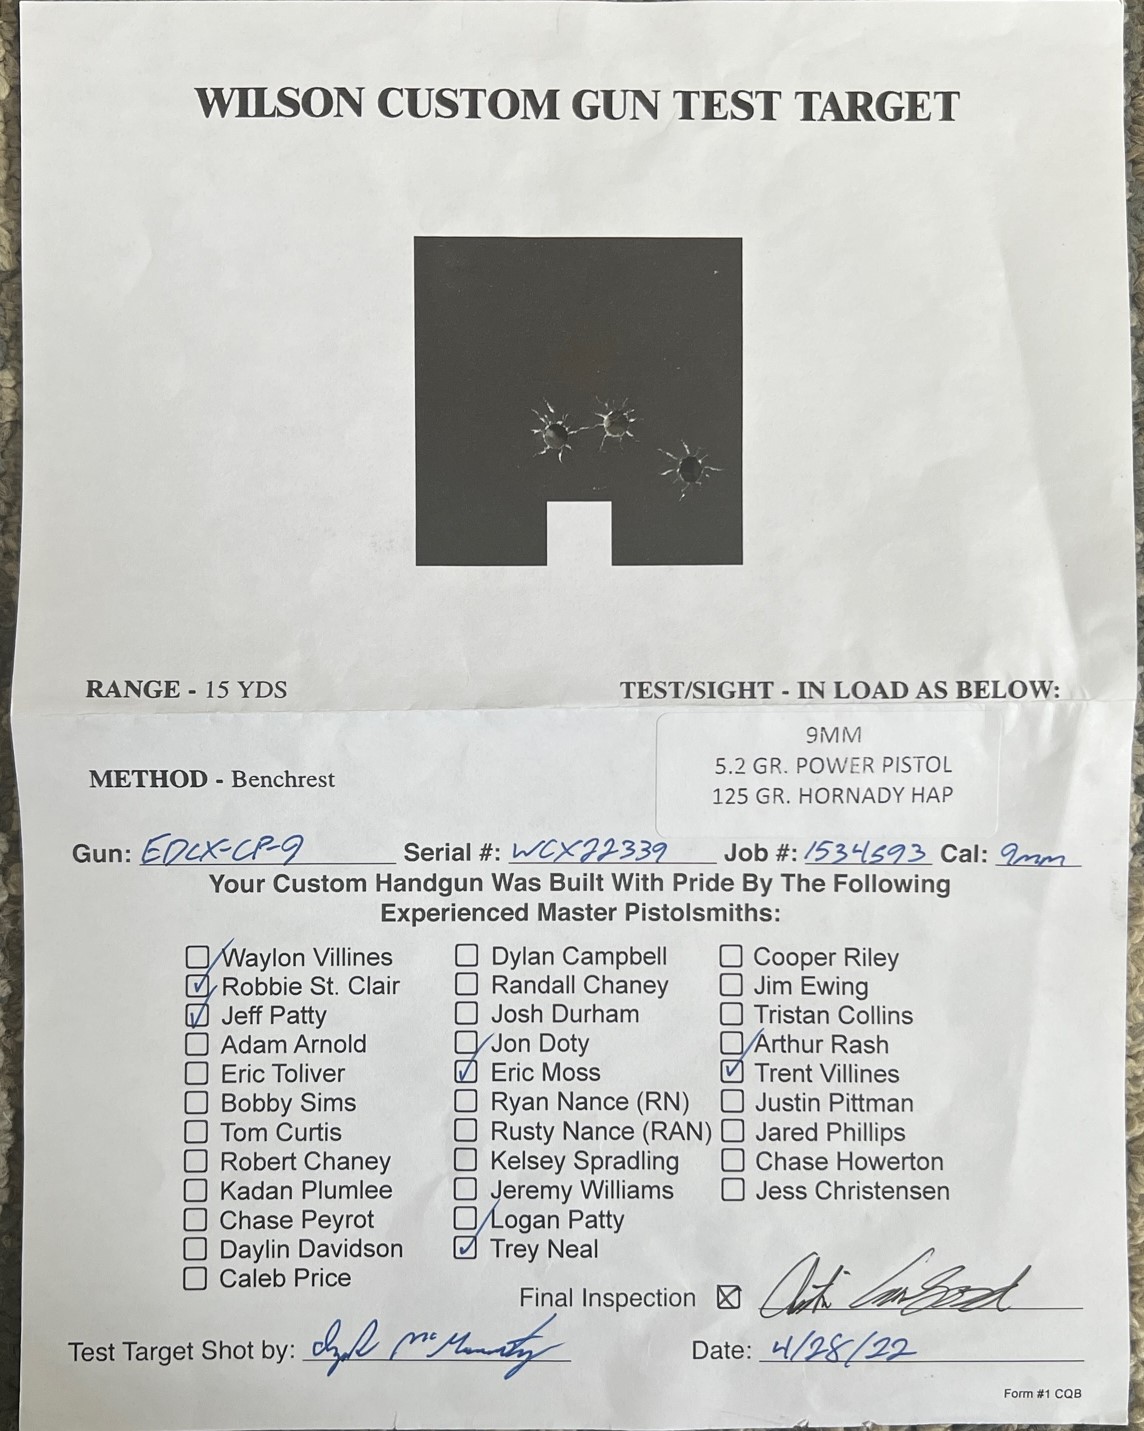 WILSON CUSTOM GUN TEST TARGET
RANGE - 15 YDS
TEST/SIGHT - IN LOAD AS BELOW:
9MM
5.2 GR. POWER PISTOL
125 GR. HORNADY HAP
METHOD - Benchrest
Gun: EDCX-CP-9 Serial #: WCX22339 Job #: 1534593 Cal: 9mm
Your Custom Handgun Was Built With Pride By The Following
Experienced Master Pistolsmiths:
Waylon Villines
Robbie St. Clair
Jeff Patty
Adam Arnold
Eric Toliver
Bobby Sims
Tom Curtis
Robert Chaney
Kadan Plumlee
Chase Peyrot
Daylin Davidson
Caleb Price
Dylan Campbell
Randall Chaney
Josh Durham
Jon Doty
Eric Moss
Ryan Nance (RN)
Rusty Nance (RAN)
Kelsey Spradling
Jeremy Williams
Logan Patty
Trey Neal
Cooper Riley
Jim Ewing
Tristan Collins
Arthur Rash
Trent Villines
Justin Pittman
Jared Phillips
Chase Howerton
Jess Christensen
Final Inspection
Test Target Shot by:
Date: 4/28/22
Form #1 CQB